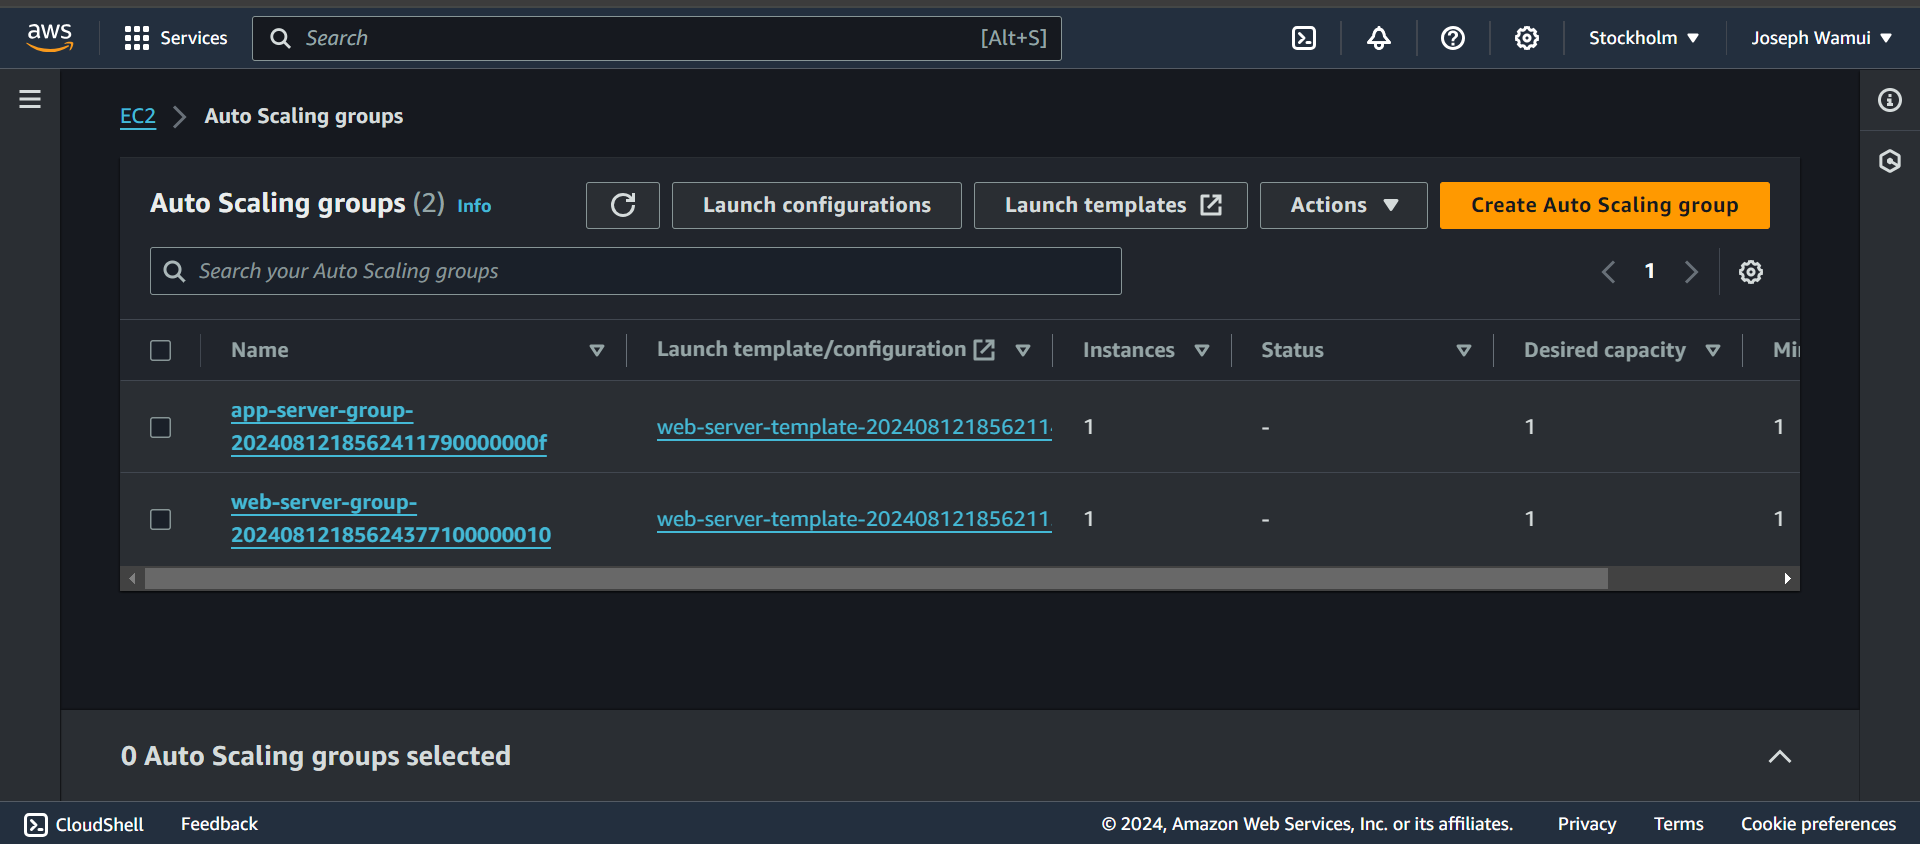 aws Services Search [Alt+S] Stockholm Joseph Wamui
EC2 Auto Scaling groups
Auto Scaling groups (2) Info Launch configurations Launch templates Actions Create Auto Scaling group
Search your Auto Scaling groups 1
Name Launch template/configuration Instances Status Desired capacity Mi
app-server-group-
20240812185624117900000000f web-server-template-202408121856211 1 - 1 1
web-server-group-
20240812185624377100000010 web-server-template-202408121856211 1 - 1 1
0 Auto Scaling groups selected
CloudShell Feedback © 2024, Amazon Web Services, Inc. or its affiliates. Privacy Terms Cookie preferences